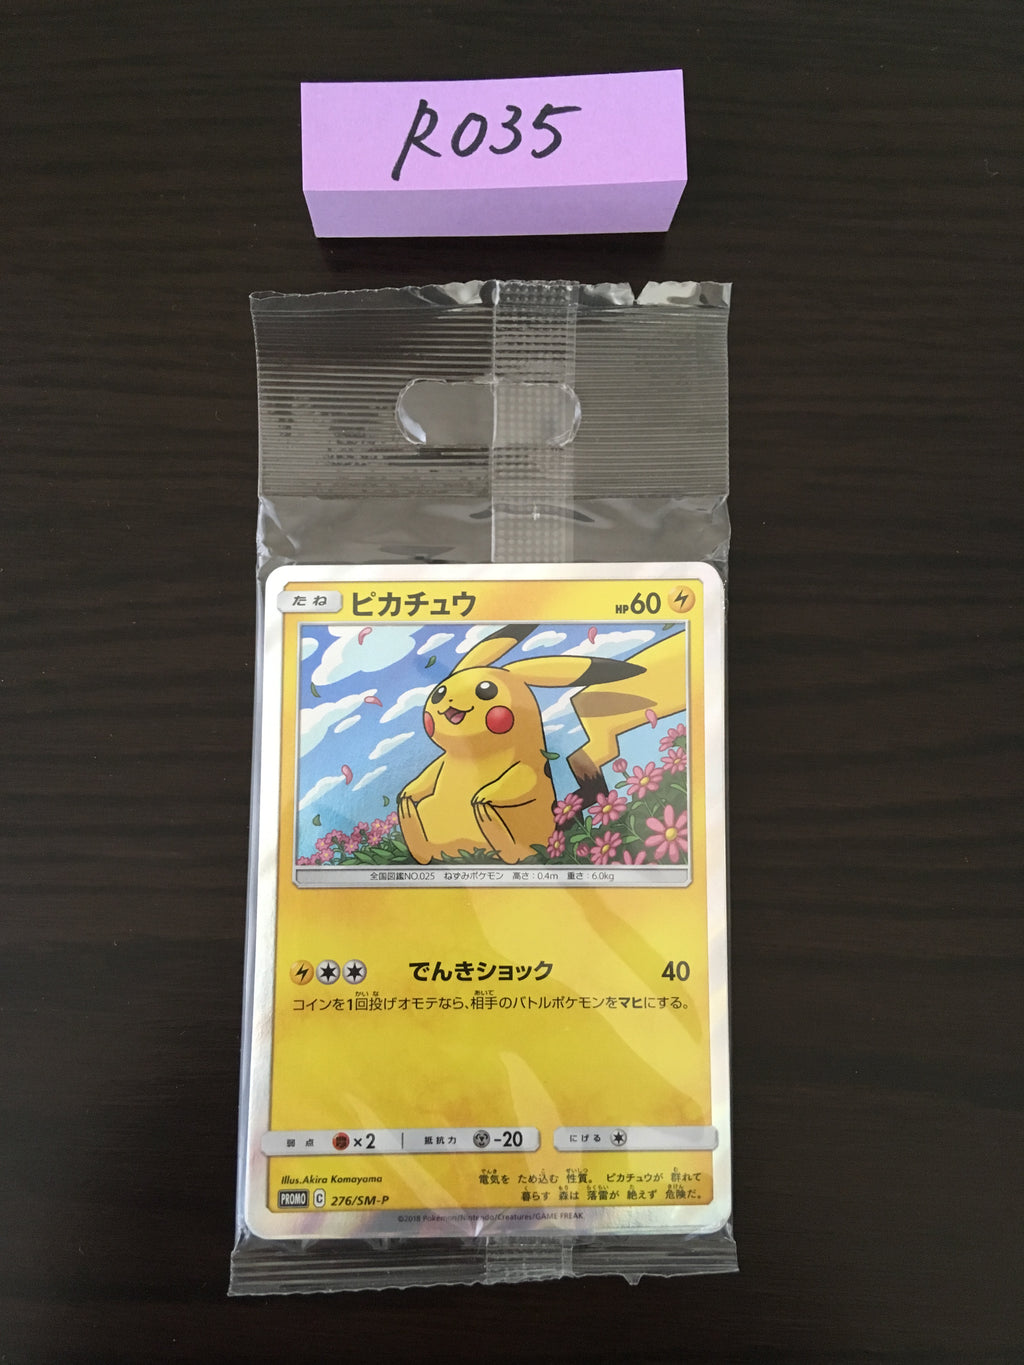 R035
たね ピカチュウ HP60
全国図鑑NO.025 ねずみポケモン 高さ:0.4m 重さ:6.0kg
でんきショック 40
コインを1回投げオモテなら、相手のバトルポケモンをマヒにする。
弱点 ×2 抵抗力 -20 にげる
Illus.Akira Komayama
電気を ため込む 性質。 ピカチュウが 群れて
暮らす 森は 落雷が 絶えず 危険だ。
PROMO C 276/SM-P
©2018 Pokémon/Nintendo/Creatures/GAME FREAK.